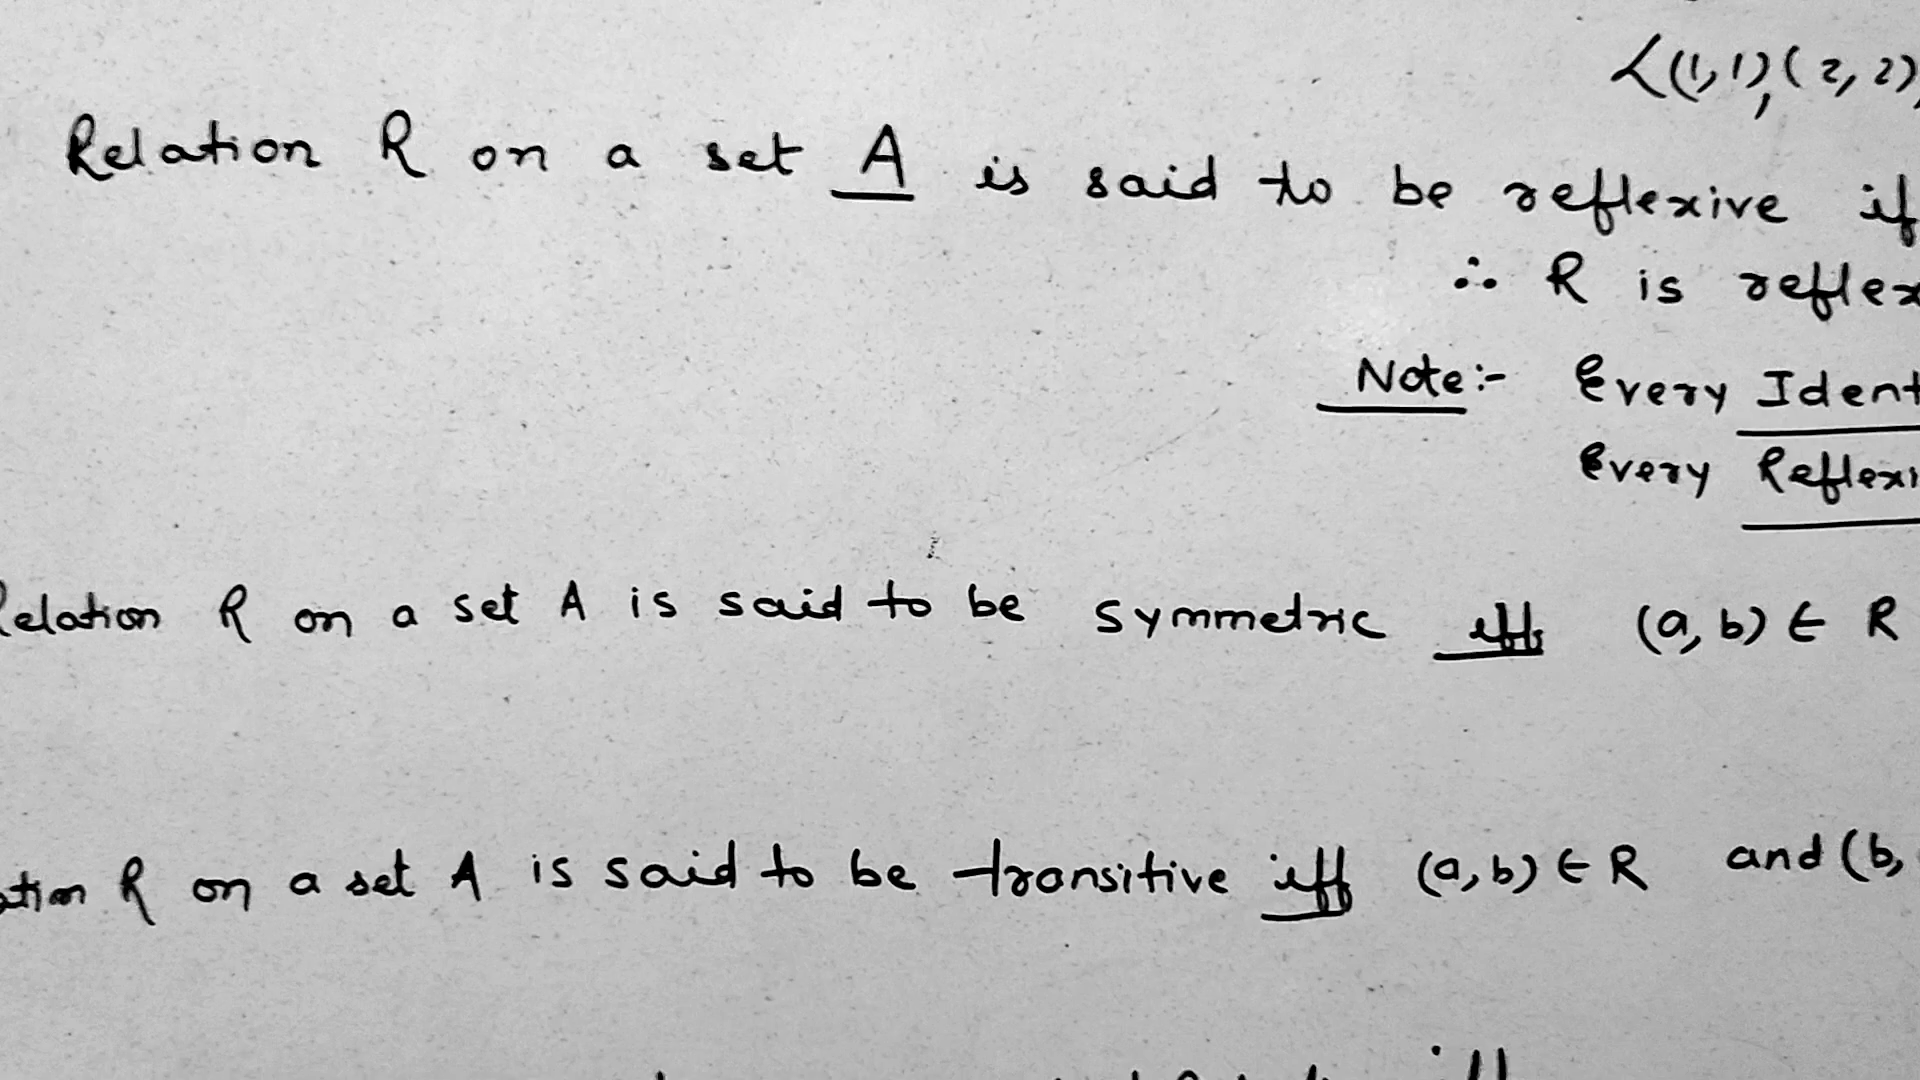 {(1,1),(2,2),
Relation R on a set A is said to be reflexive if
∴ R is reflex
Note:- Every Ident
Every Reflexi
Relation R on a set A is said to be symmetric iff (a,b) ∈ R
ation R on a set A is said to be transitive iff (a,b) ∈ R and (b,
iff